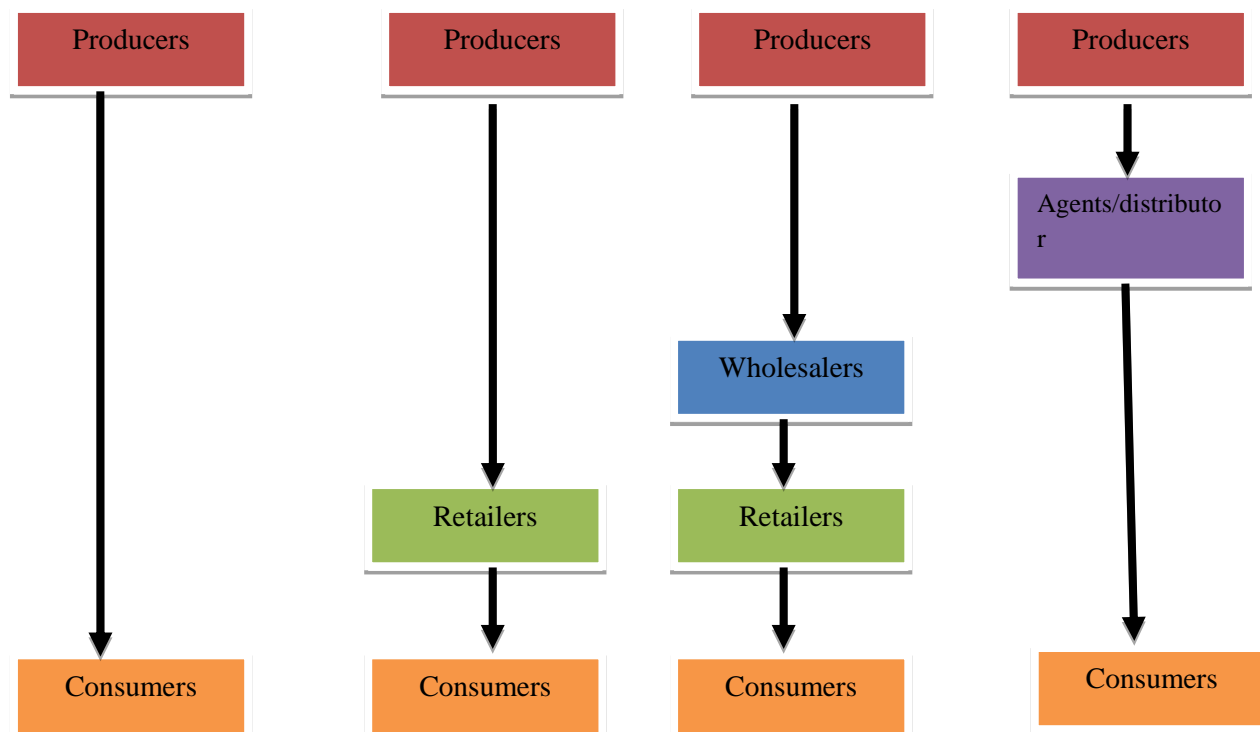 Producers
Producers
Producers
Producers
Agents/distributo
r
Wholesalers
Retailers
Retailers
Consumers
Consumers
Consumers
Consumers